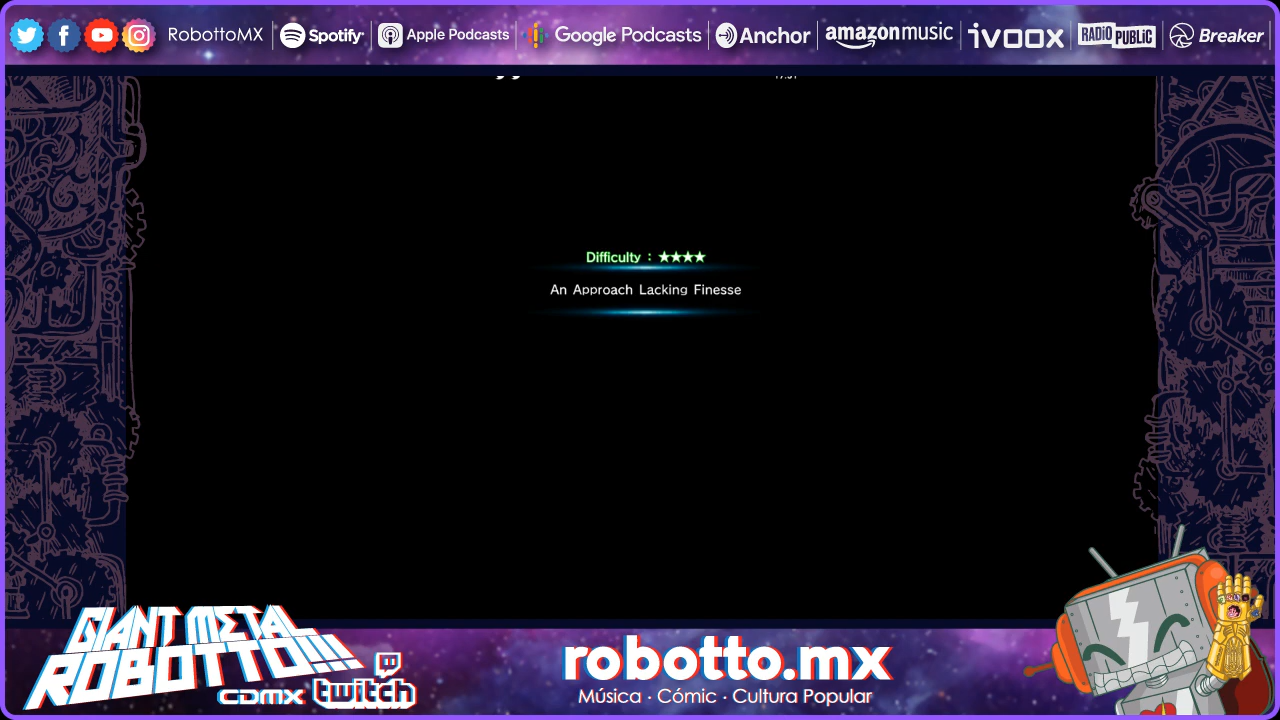 RobottoMX
Spotify
Apple Podcasts
Google Podcasts
Anchor
amazon music
ivoox
RADIO PUBLIC
Breaker
Difficulty : ★★★★
An Approach Lacking Finesse
GIANT METAL
ROBOTTO!!!
CDMX twitch
robotto.mx
Música · Cómic · Cultura Popular